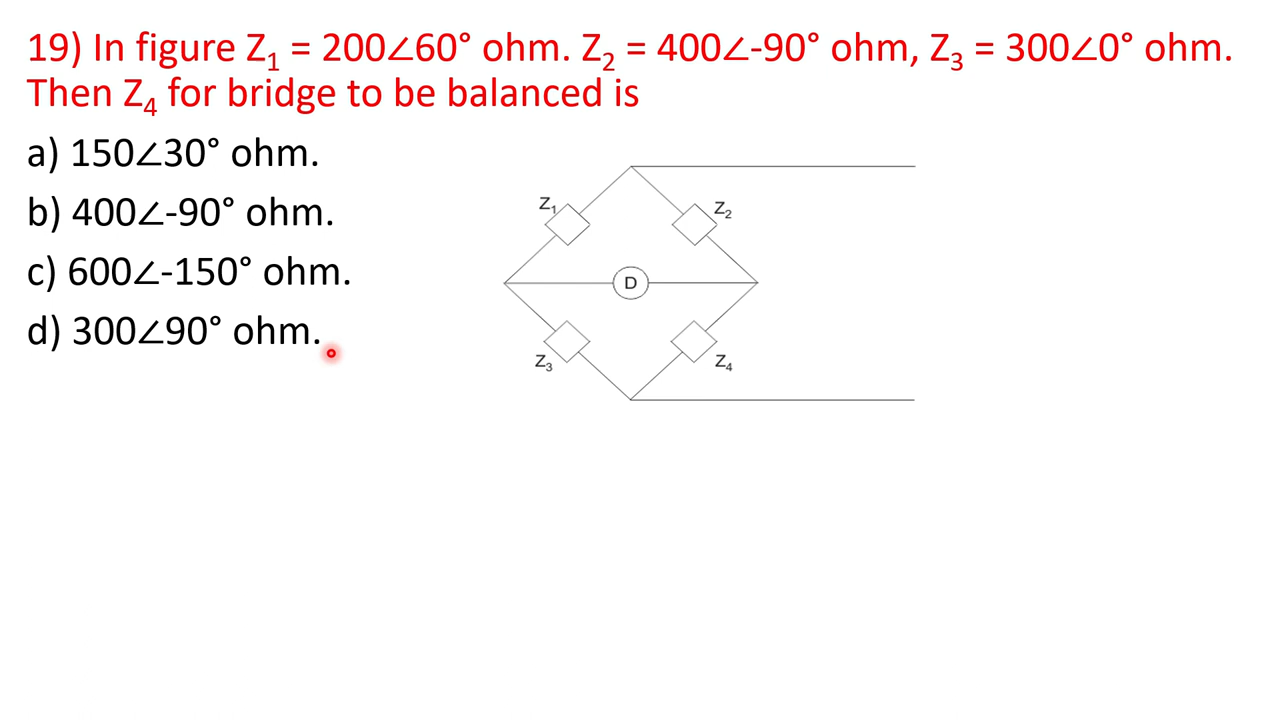 19) In figure Z₁ = 200∠60° ohm. Z₂ = 400∠-90° ohm, Z₃ = 300∠0° ohm.
Then Z₄ for bridge to be balanced is
a) 150∠30° ohm.
b) 400∠-90° ohm.
c) 600∠-150° ohm.
d) 300∠90° ohm.
Z₁
Z₂
D
Z₃
Z₄